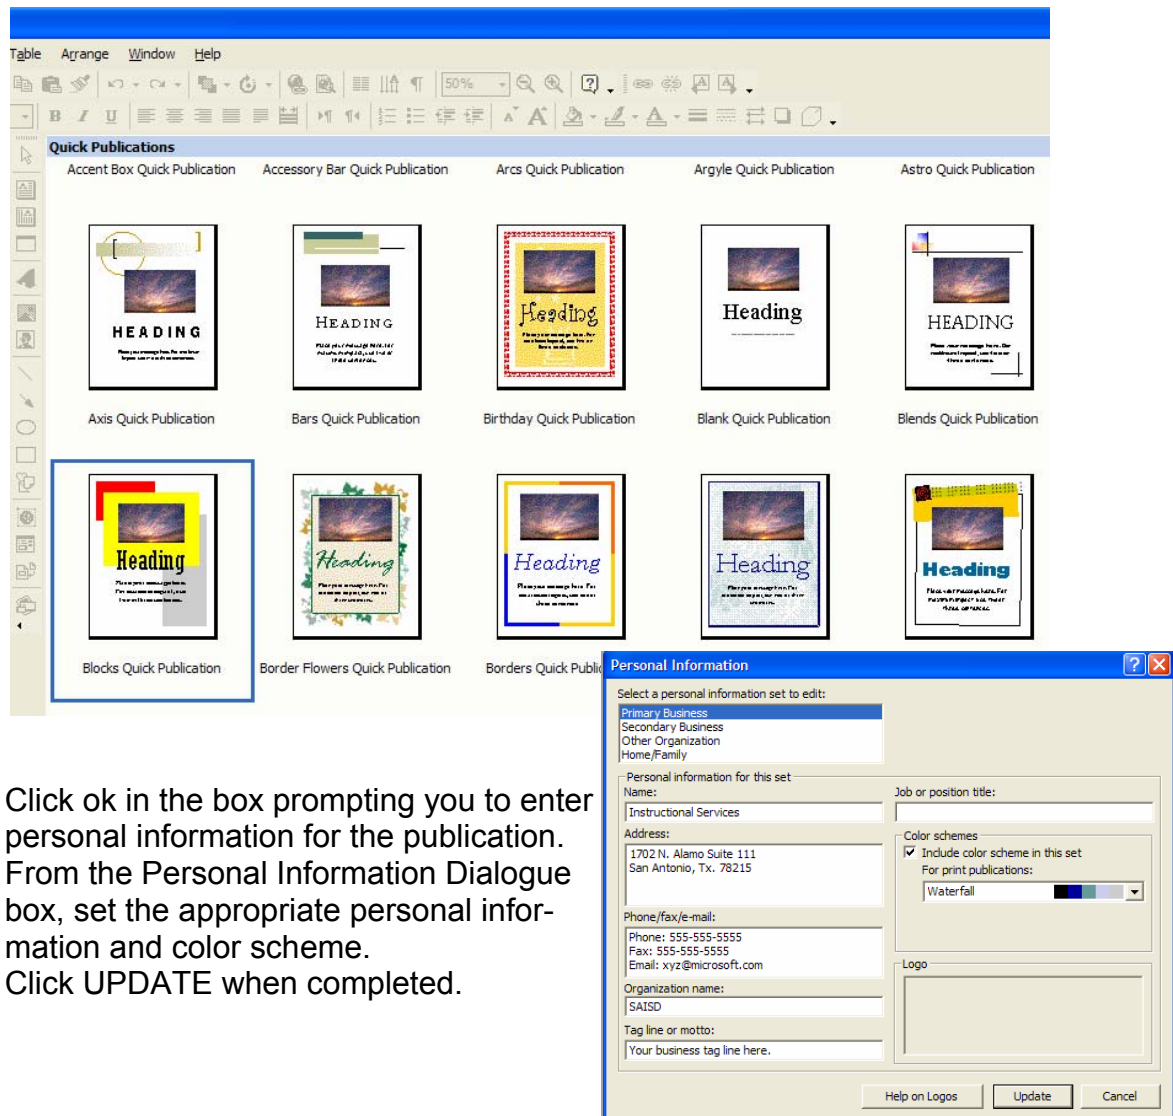 Table Arrange Window Help
50%
B I U
Quick Publications
Accent Box Quick Publication Accessory Bar Quick Publication Arcs Quick Publication Argyle Quick Publication Astro Quick Publication
HEADING HEADING Heading Heading HEADING
Axis Quick Publication Bars Quick Publication Birthday Quick Publication Blank Quick Publication Blends Quick Publication
Heading Heading Heading Heading Heading
Blocks Quick Publication Border Flowers Quick Publication Borders Quick
Personal Information
Select a personal information set to edit:
Primary Business
Secondary Business
Other Organization
Home/Family
Personal information for this set
Name:
Instructional Services
Address:
1702 N. Alamo Suite 111
San Antonio, Tx. 78215
Phone/fax/e-mail:
Phone: 555-555-5555
Fax: 555-555-5555
Email: xyz@microsoft.com
Organization name:
SAISD
Tag line or motto:
Your business tag line here.
Job or position title:
Color schemes
Include color scheme in this set
For print publications:
Waterfall
Logo
Help on Logos Update Cancel
Click ok in the box prompting you to enter
personal information for the publication.
From the Personal Information Dialogue
box, set the appropriate personal infor-
mation and color scheme.
Click UPDATE when completed.